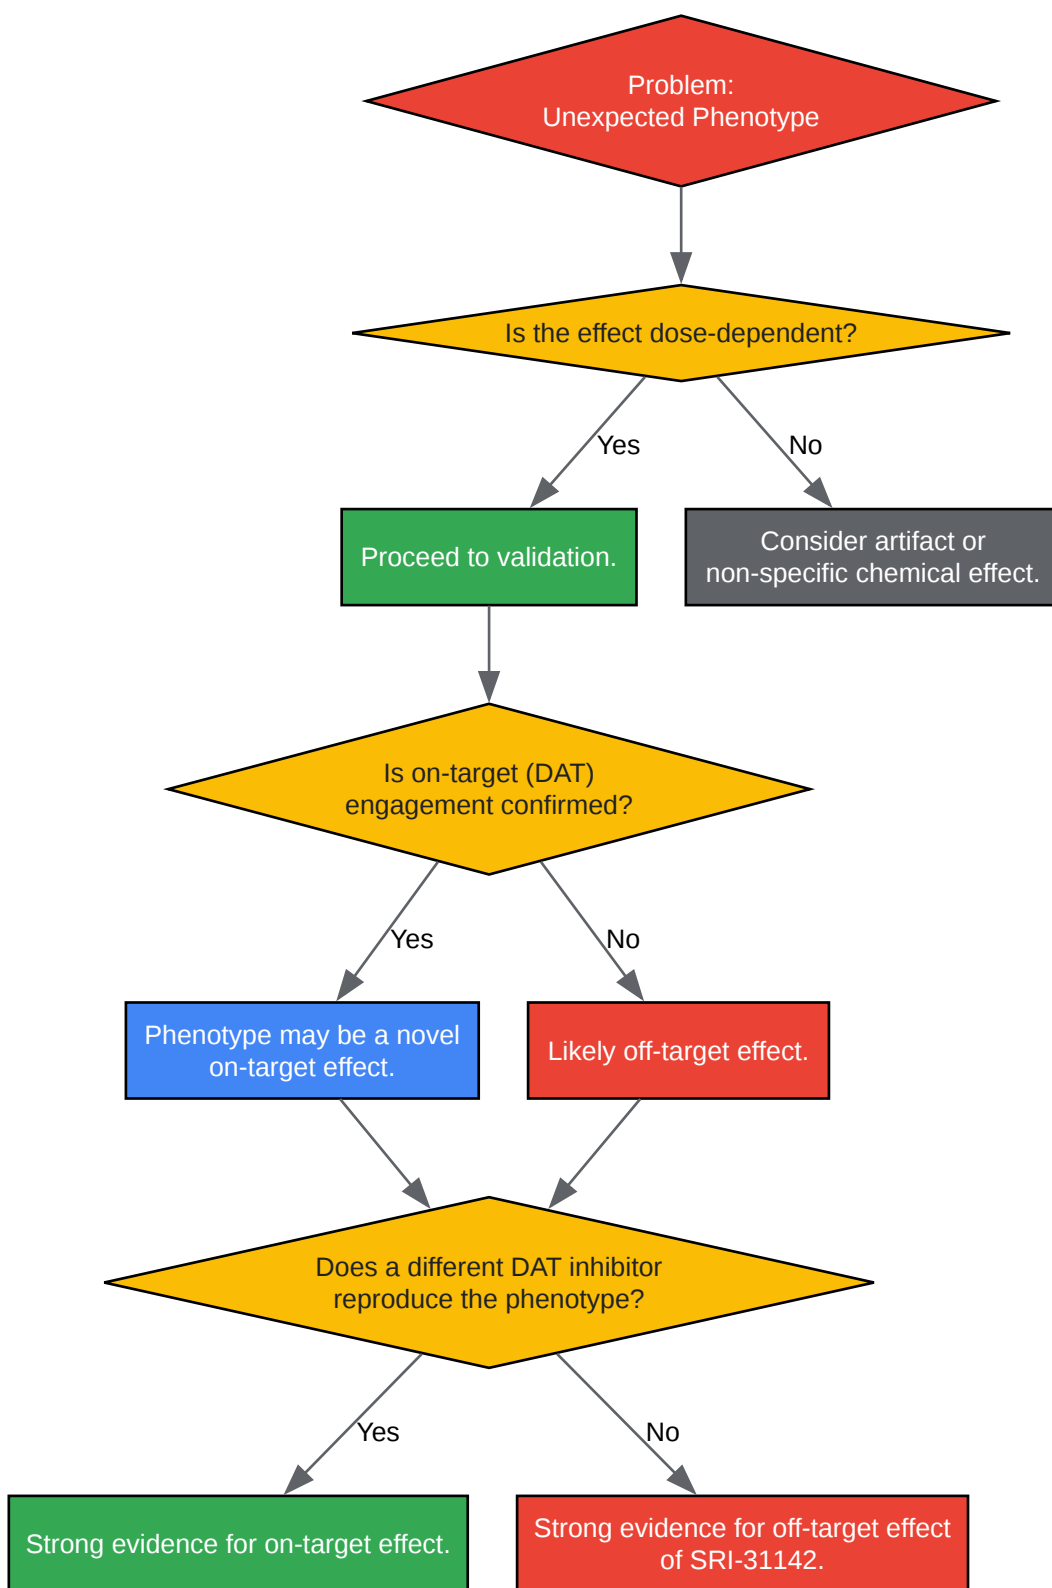 Problem:
Unexpected Phenotype
Is the effect dose-dependent?
Yes
No
Proceed to validation.
Consider artifact or
non-specific chemical effect.
Is on-target (DAT)
engagement confirmed?
Yes
No
Phenotype may be a novel
on-target effect.
Likely off-target effect.
Does a different DAT inhibitor
reproduce the phenotype?
Yes
No
Strong evidence for on-target effect.
Strong evidence for off-target effect
of SRI-31142.